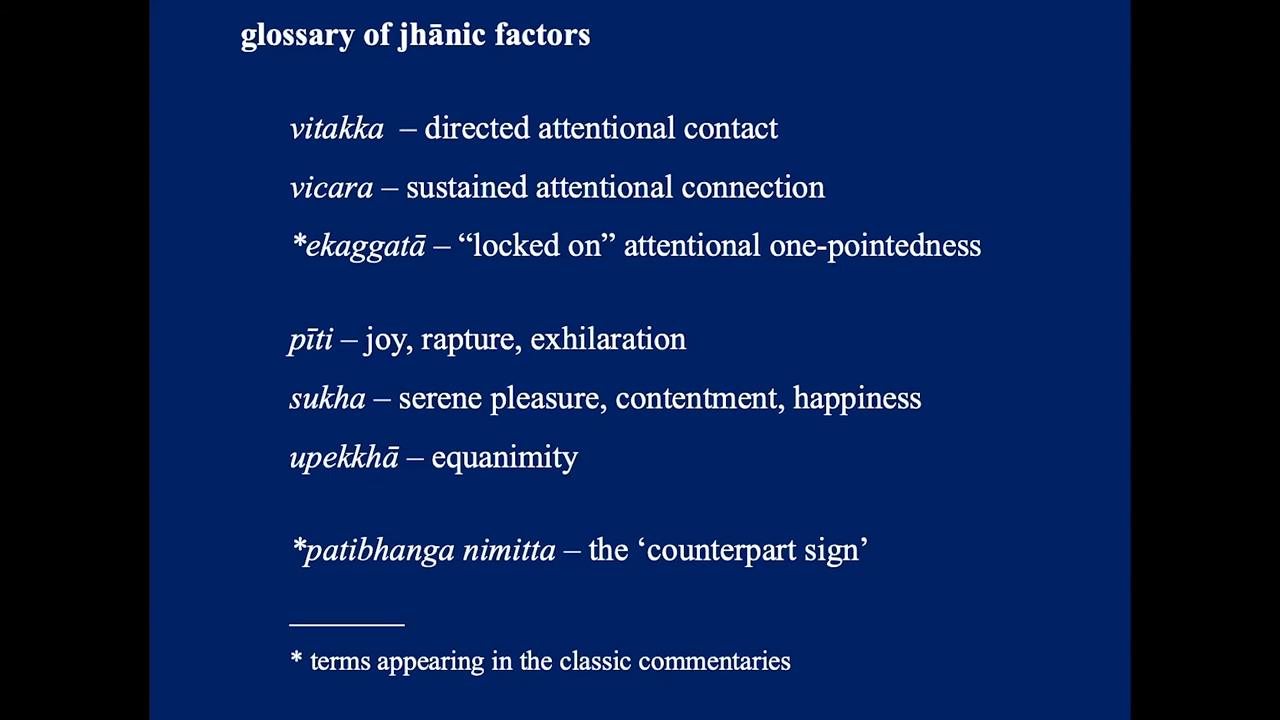 glossary of jhānic factors
vitakka – directed attentional contact
vicara – sustained attentional connection
*ekaggatā – “locked on” attentional one-pointedness
pīti – joy, rapture, exhilaration
sukha – serene pleasure, contentment, happiness
upekkhā – equanimity
*patibhanga nimitta – the ‘counterpart sign’
* terms appearing in the classic commentaries